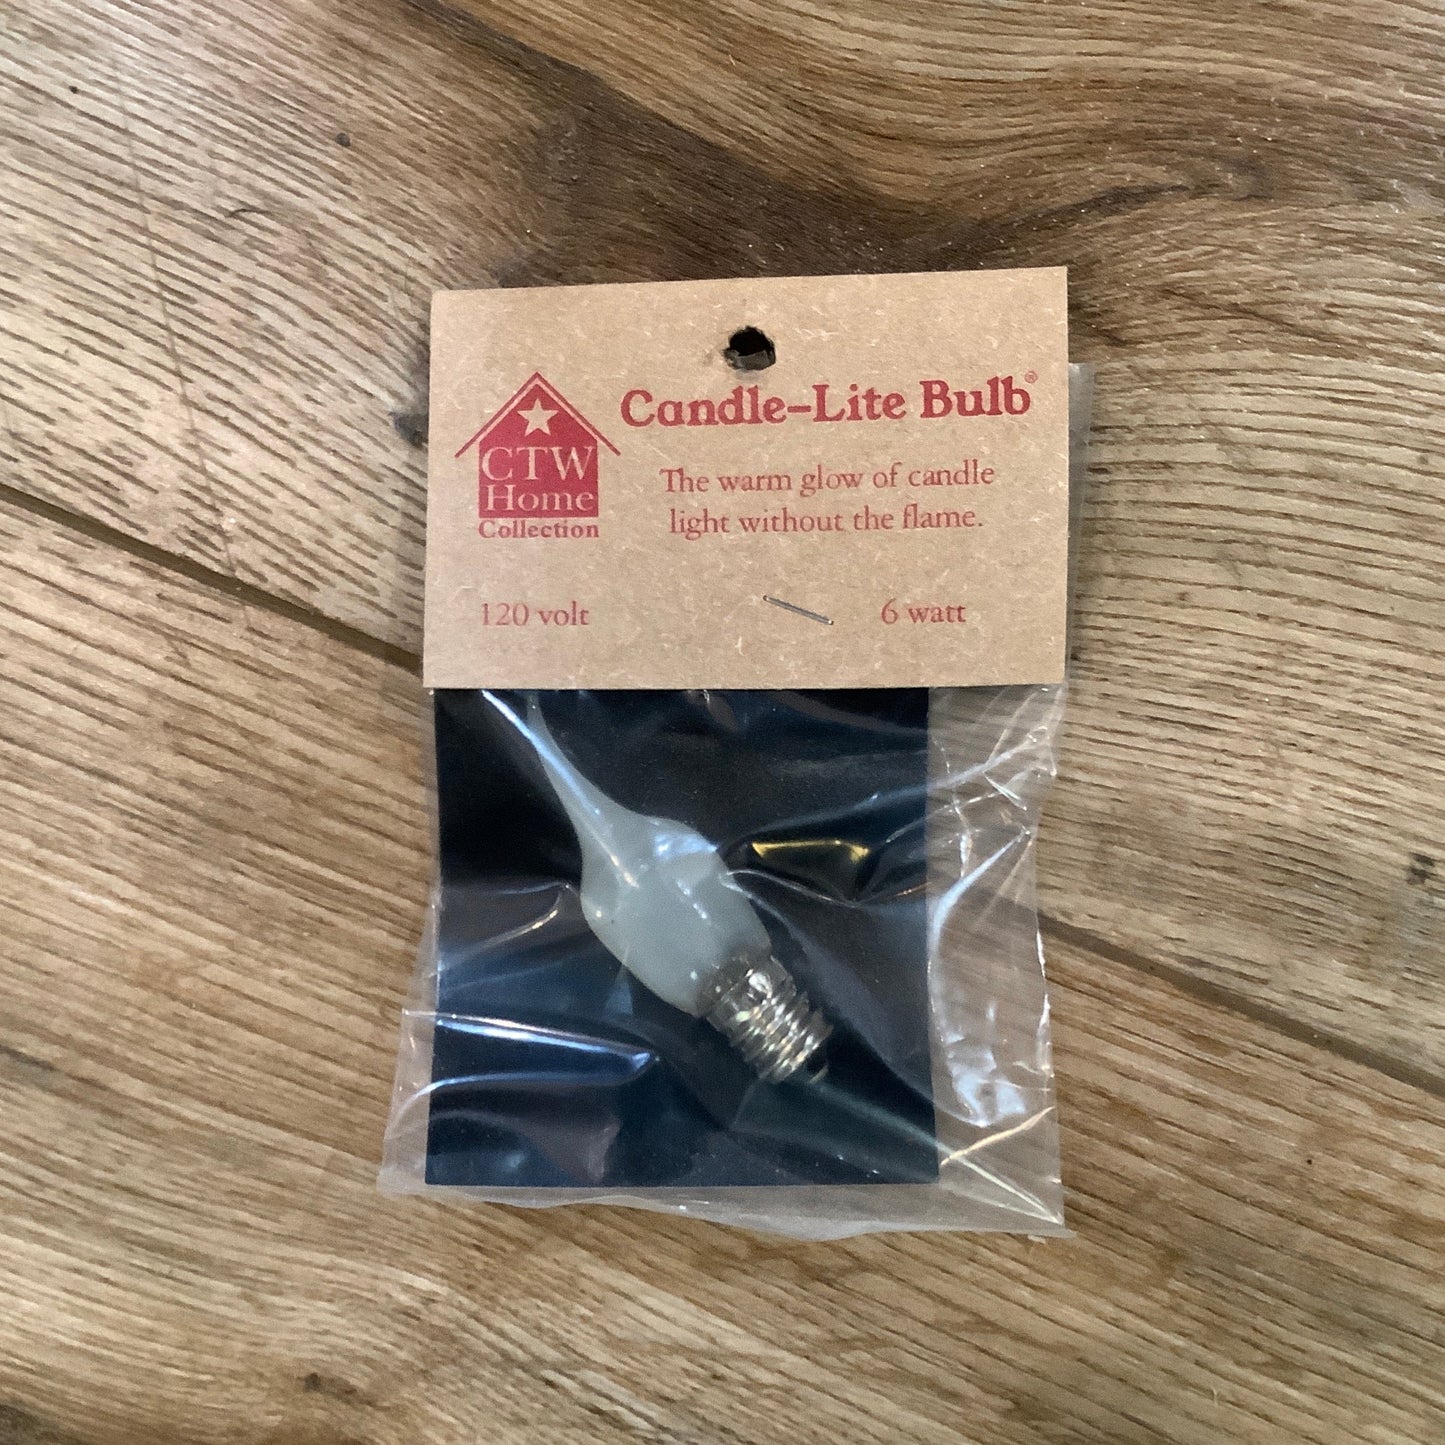 CTW
Home
Collection
Candle-Lite Bulb®
The warm glow of candle
light without the flame.
120 volt
6 watt